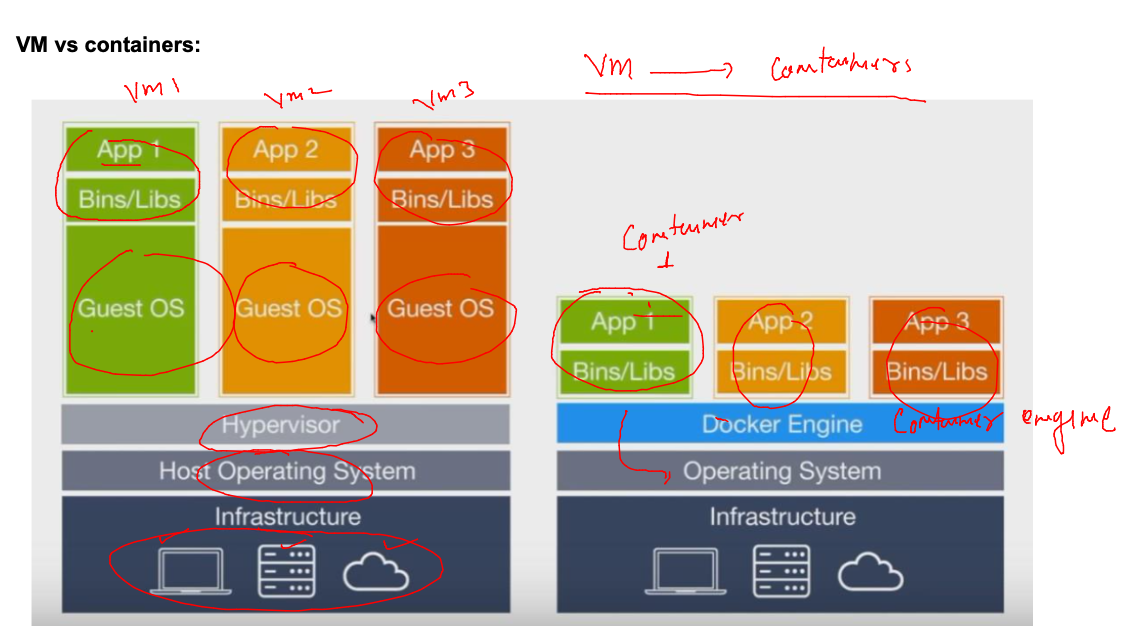 VM vs containers:
VM → Containers
VM1 VM2 VM3
App 1 App 2 App 3
Bins/Libs Bins/Libs Bins/Libs
Guest OS Guest OS Guest OS
Hypervisor
Host Operating System
Infrastructure
Container
1
App 1 App 2 App 3
Bins/Libs Bins/Libs Bins/Libs
Docker Engine Container engine
Operating System
Infrastructure